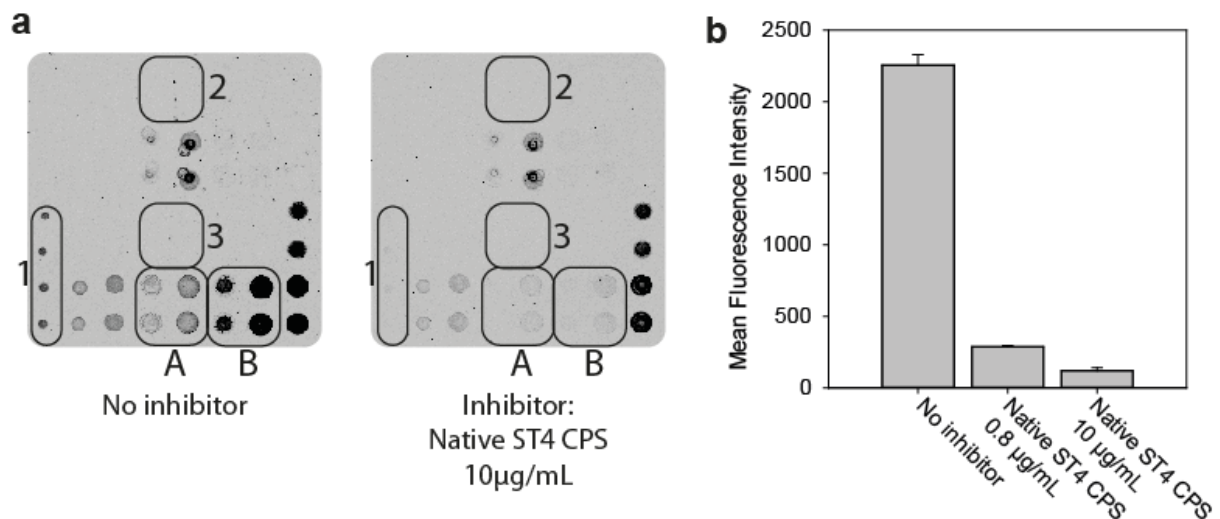 a
2
3
1
A
B
No inhibitor
2
3
1
A
B
Inhibitor:
Native ST4 CPS
10µg/mL
b
Mean Fluorescence Intensity
2500
2000
1500
1000
500
0
No inhibitor
Native ST4 CPS
0.8 µg/mL
Native ST4 CPS
10 µg/mL